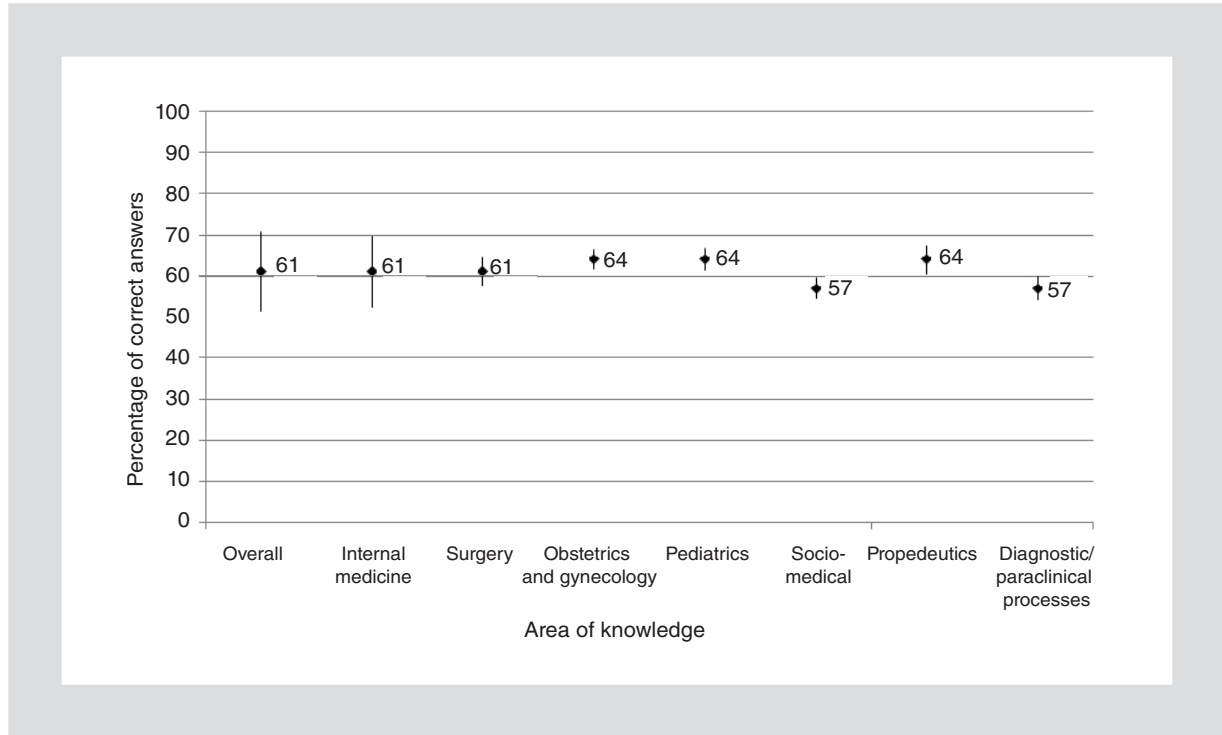 Percentage of correct answers
100
90
80
70
60
50
40
30
20
10
0
61
61
61
64
64
57
64
57
Overall
Internal
medicine
Surgery
Obstetrics
and gynecology
Pediatrics
Socio-
medical
Propedeutics
Diagnostic/
paraclinical
processes
Area of knowledge